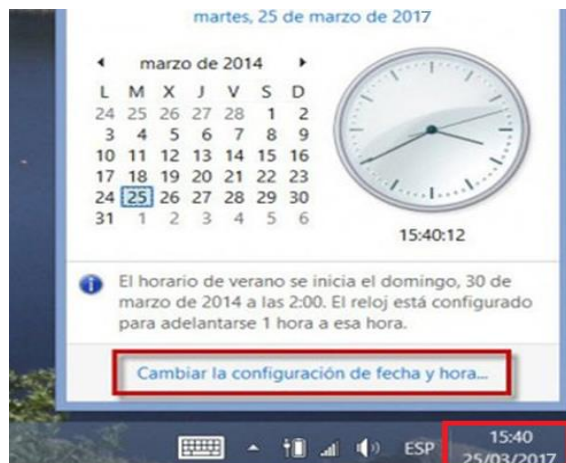 martes, 25 de marzo de 2017
marzo de 2014
L M X J V S D
24 25 26 27 28 1 2
3 4 5 6 7 8 9
10 11 12 13 14 15 16
17 18 19 20 21 22 23
24 25 26 27 28 29 30
31 1 2 3 4 5 6
15:40:12
El horario de verano se inicia el domingo, 30 de
marzo de 2014 a las 2:00. El reloj está configurado
para adelantarse 1 hora a esa hora.
Cambiar la configuración de fecha y hora...
ESP 15:40
25/03/2017